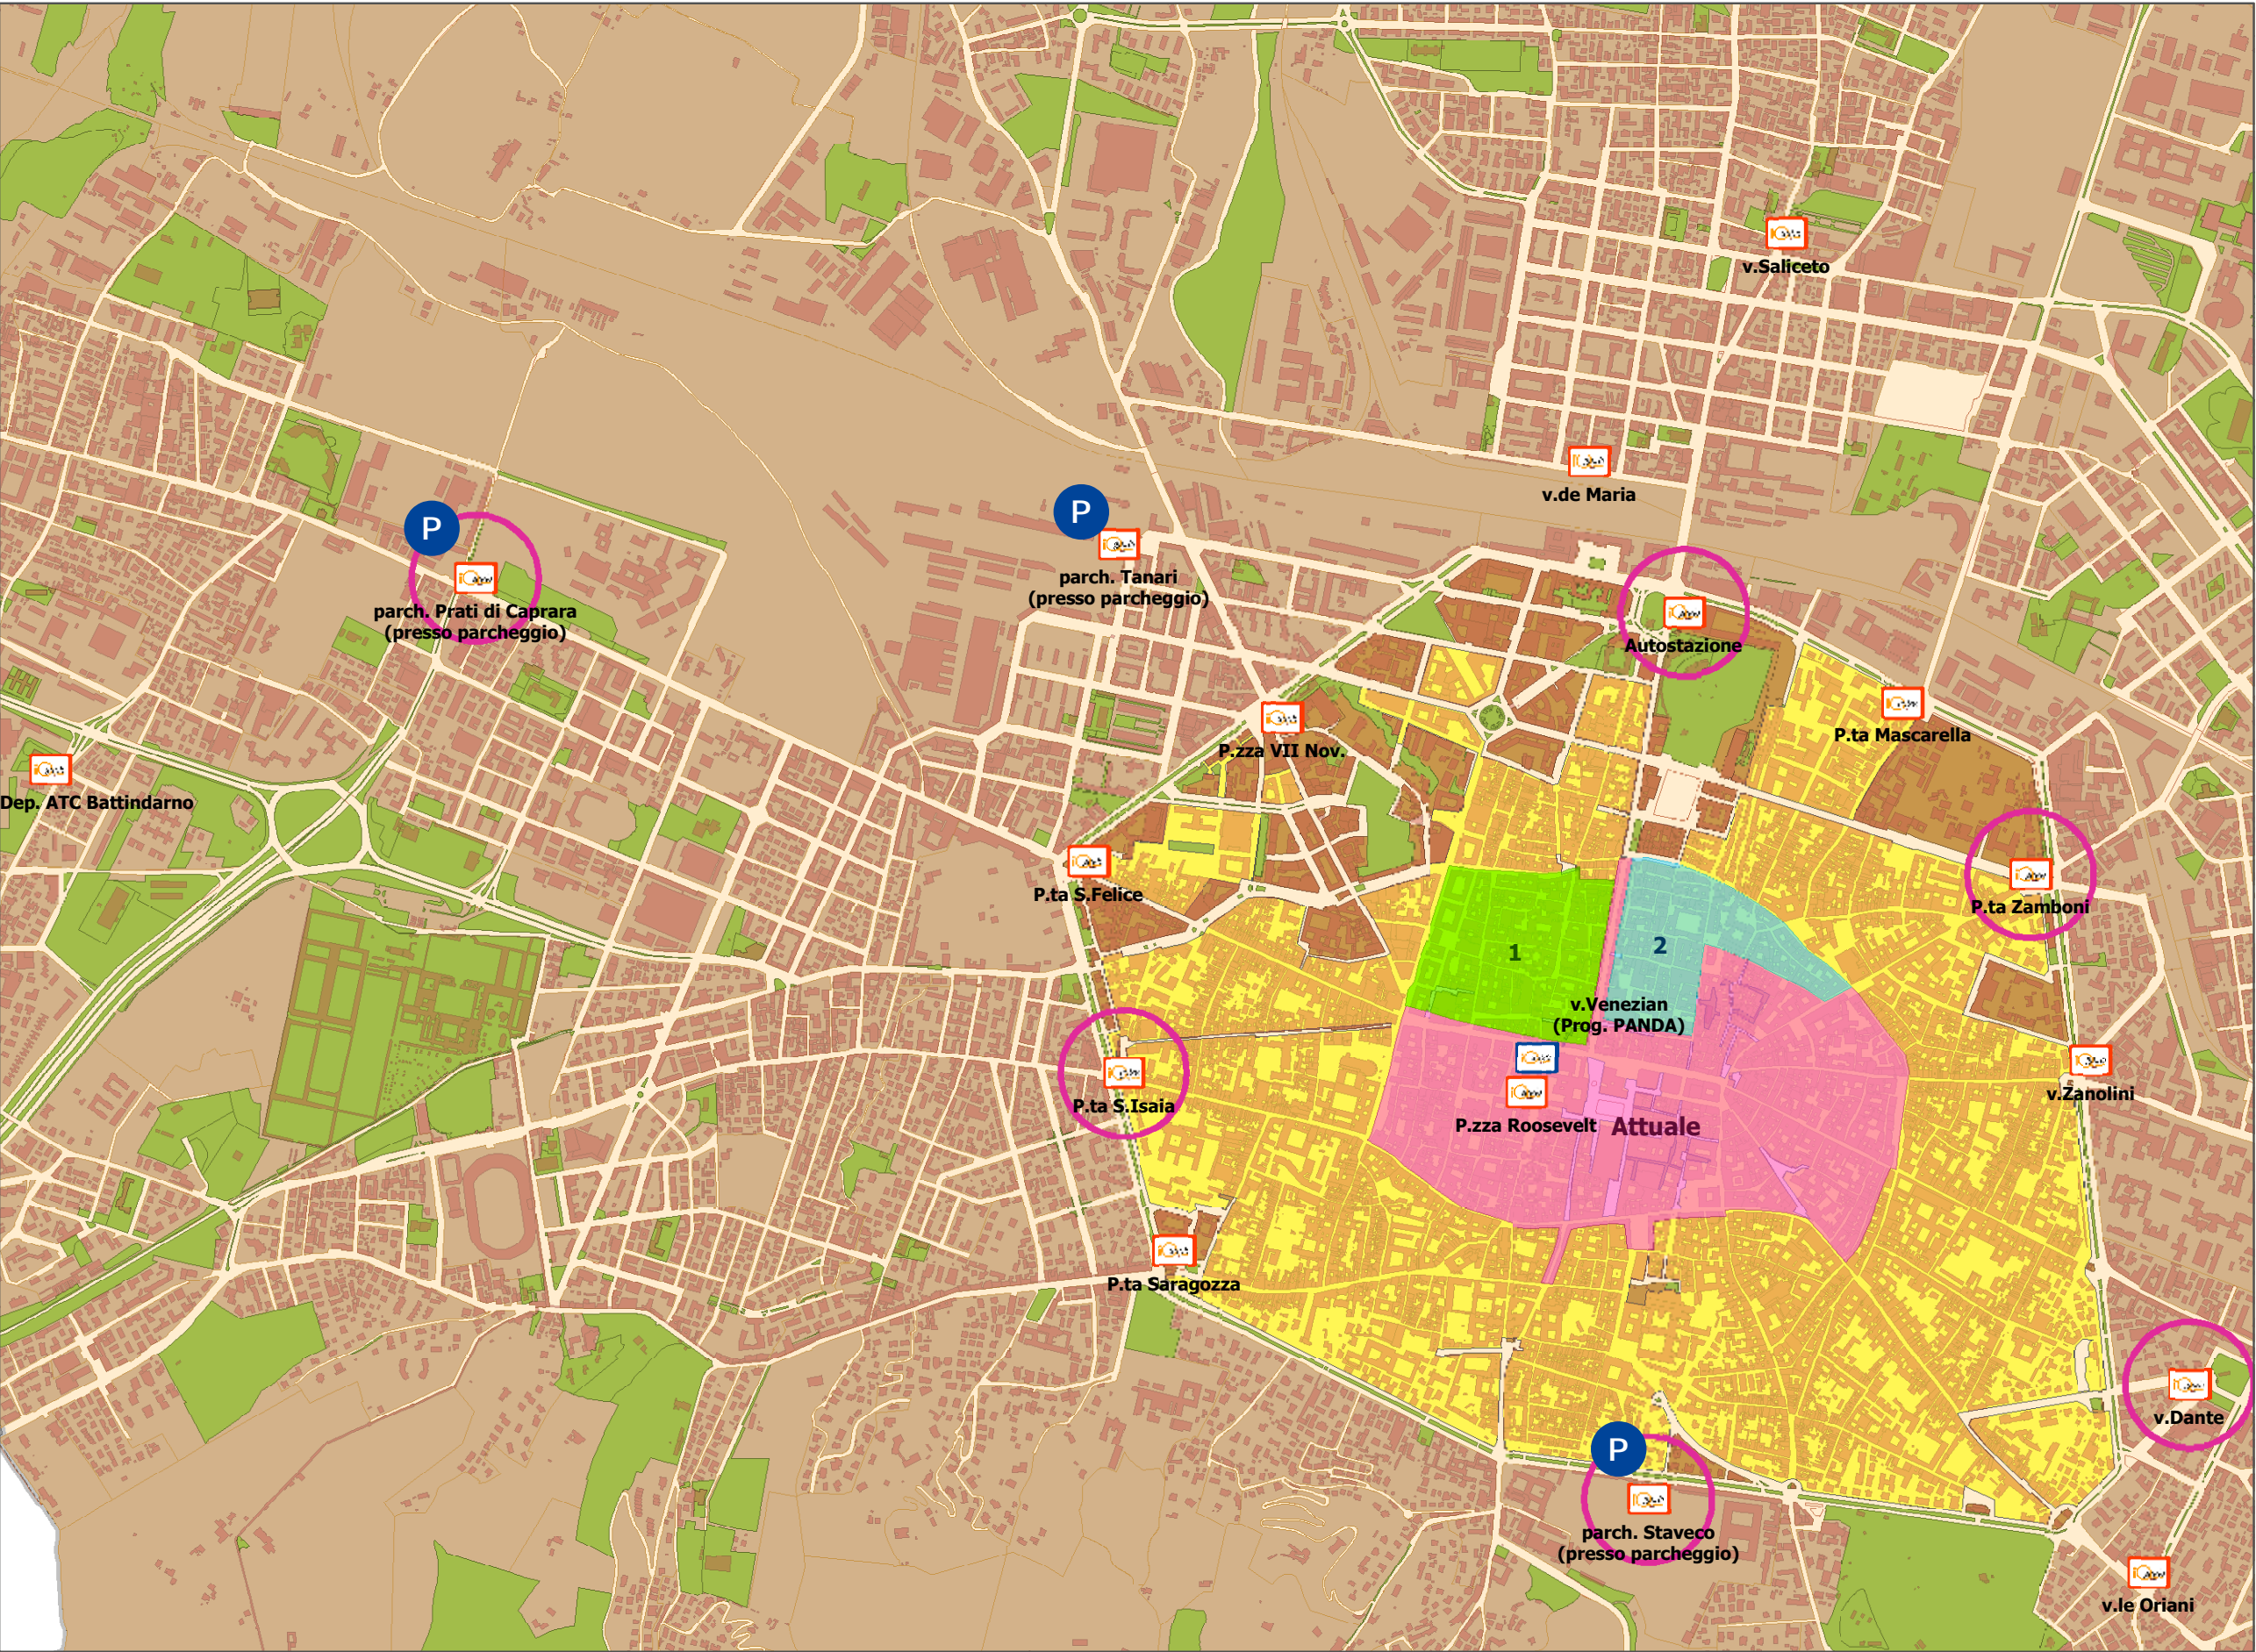 v.Saliceto
v.de Maria
P
P
parch. Tanari
(presso parcheggio)
parch. Prati di Caprara
(presso parcheggio)
Autostazione
P.ta Mascarella
P.zza VII Nov.
Dep. ATC Battindarno
P.ta S.Felice
P.ta Zamboni
1
2
v.Venezian
(Prog. PANDA)
P.ta S.Isaia
v.Zanolini
P.zza Roosevelt
Attuale
P.ta Saragozza
v.Dante
P
parch. Staveco
(presso parcheggio)
v.le Oriani